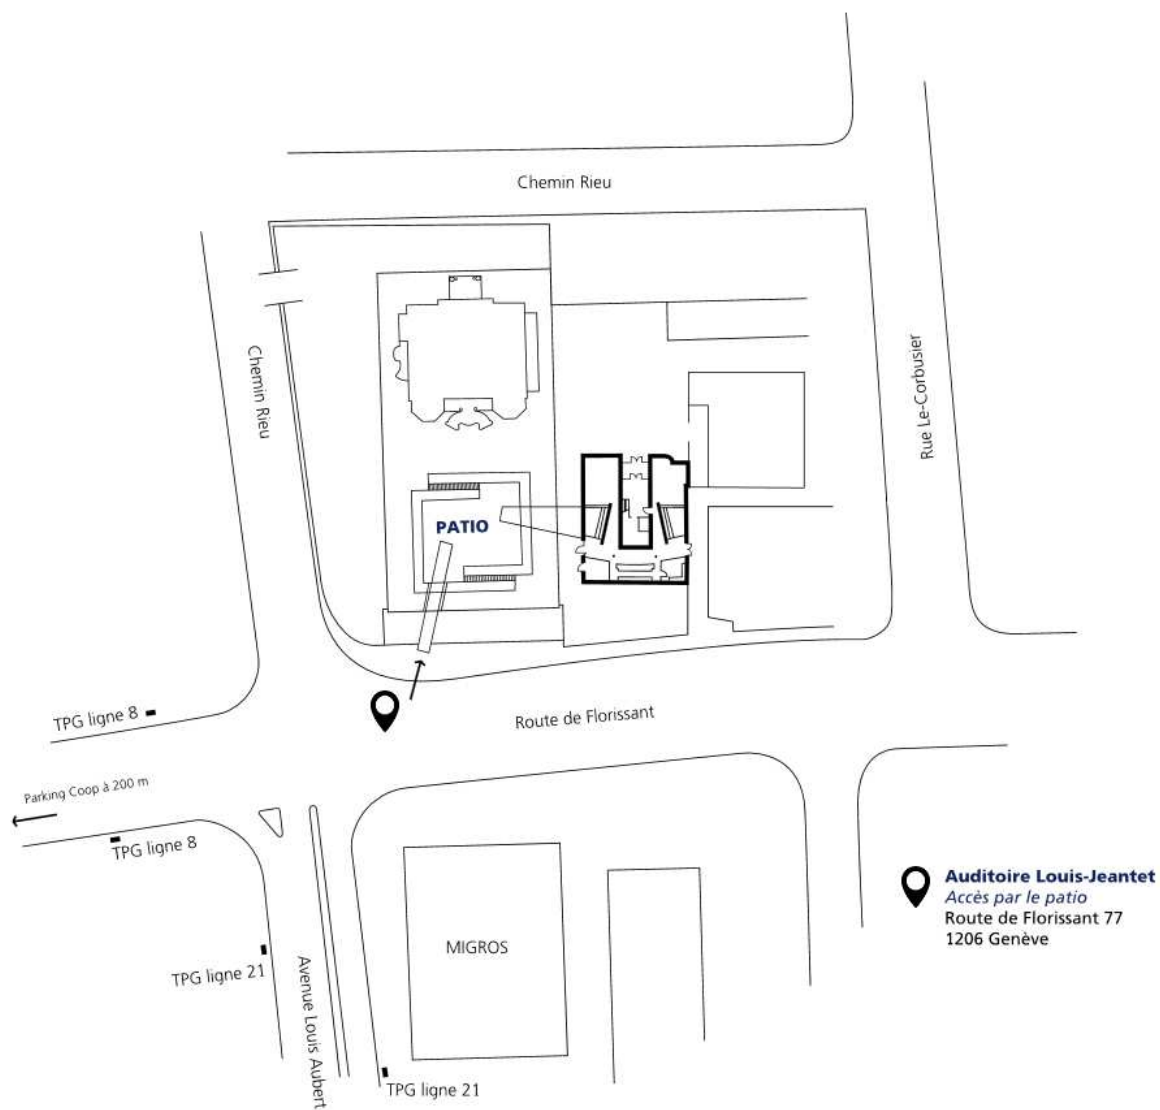 Chemin Rieu
Chemin Rieu
Rue Le-Corbusier
PATIO
TPG ligne 8
Route de Florissant
Parking Coop à 200 m
TPG ligne 8
Auditoire Louis-Jeantet
Accès par le patio
Route de Florissant 77
1206 Genève
MIGROS
TPG ligne 21
Avenue Louis Aubert
TPG ligne 21